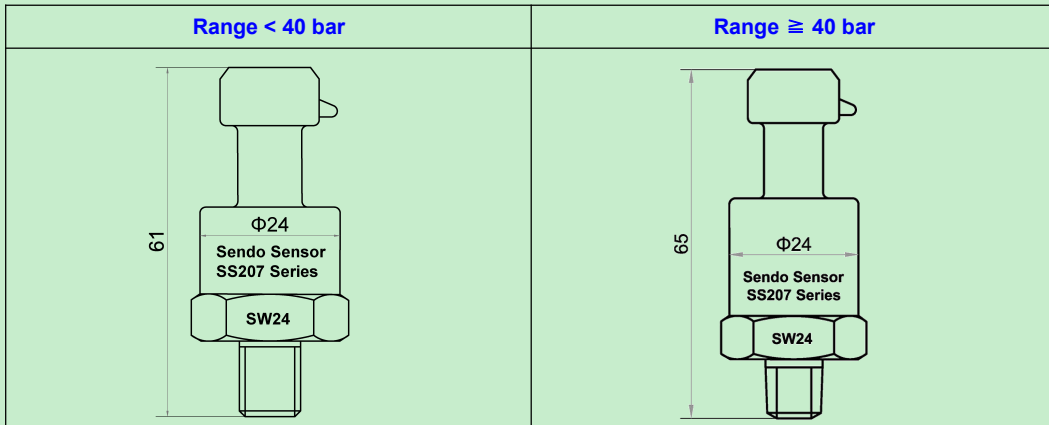 Range < 40 bar
Range ≧ 40 bar
61
Φ24
Sendo Sensor
SS207 Series
SW24
65
Φ24
Sendo Sensor
SS207 Series
SW24